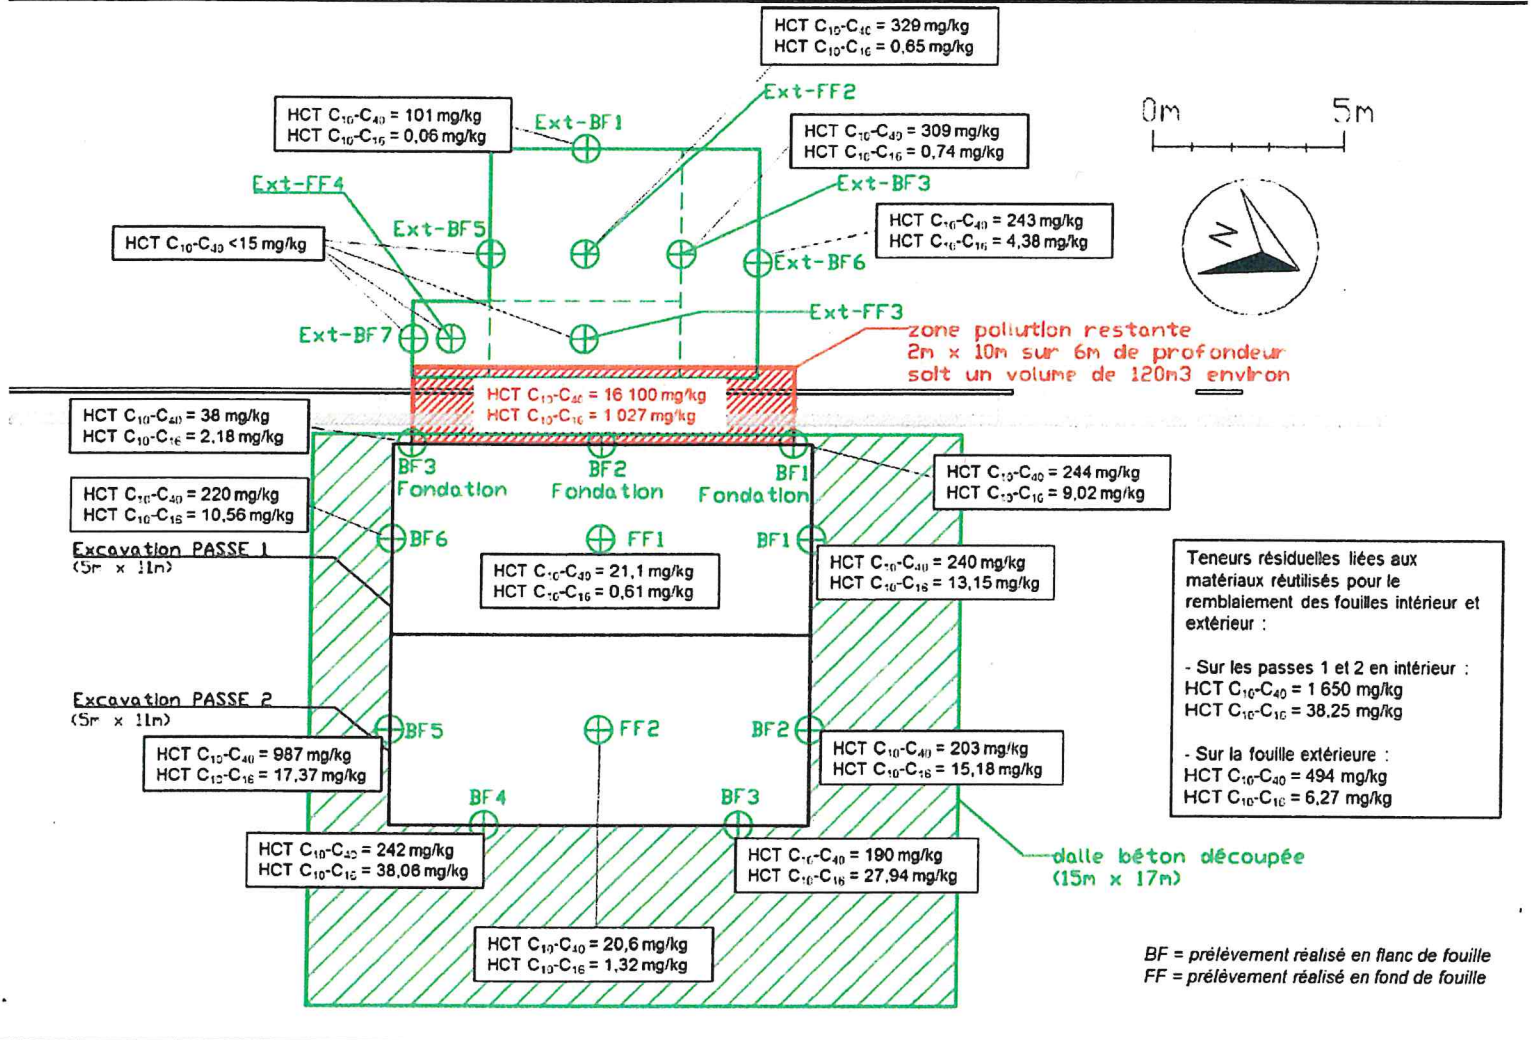 HCT C₁₀-C₄₀ = 329 mg/kg
HCT C₁₀-C₁₆ = 0,65 mg/kg
Ext-FF2
0m 5m
HCT C₁₀-C₄₀ = 101 mg/kg
HCT C₁₀-C₁₆ = 0,06 mg/kg
Ext-BF1
HCT C₁₀-C₄₀ = 309 mg/kg
HCT C₁₀-C₁₆ = 0,74 mg/kg
Ext-FF4
Ext-BF3
HCT C₁₀-C₄₀ <15 mg/kg
Ext-BF5
HCT C₁₀-C₄₀ = 243 mg/kg
HCT C₁₀-C₁₆ = 4,38 mg/kg
N
Ext-BF6
Ext-BF7
Ext-FF3
zone pollution restante
2m x 10m sur 6m de profondeur
soit un volume de 120m3 environ
HCT C₁₀-C₄₀ = 16 100 mg/kg
HCT C₁₀-C₁₆ = 1 027 mg/kg
HCT C₁₀-C₄₀ = 38 mg/kg
HCT C₁₀-C₁₆ = 2,18 mg/kg
BF3
Fondation
BF2
Fondation
BF1
Fondation
HCT C₁₀-C₄₀ = 244 mg/kg
HCT C₁₀-C₁₆ = 9,02 mg/kg
HCT C₁₀-C₄₀ = 220 mg/kg
HCT C₁₀-C₁₆ = 10,56 mg/kg
BF6
FF1
BF1
Excavation PASSE 1
(5m x 11m)
HCT C₁₀-C₄₀ = 21,1 mg/kg
HCT C₁₀-C₁₆ = 0,61 mg/kg
HCT C₁₀-C₄₀ = 240 mg/kg
HCT C₁₀-C₁₆ = 13,15 mg/kg
Teneurs résiduelles liées aux
matériaux réutilisés pour le
remblaiement des fouilles intérieur et
extérieur :
- Sur les passes 1 et 2 en intérieur :
HCT C₁₀-C₄₀ = 1 650 mg/kg
HCT C₁₀-C₁₆ = 38,25 mg/kg
- Sur la fouille extérieure :
HCT C₁₀-C₄₀ = 494 mg/kg
HCT C₁₀-C₁₆ = 6,27 mg/kg
Excavation PASSE 2
(5m x 11m)
BF5
FF2
BF2
HCT C₁₀-C₄₀ = 987 mg/kg
HCT C₁₀-C₁₆ = 17,37 mg/kg
HCT C₁₀-C₄₀ = 203 mg/kg
HCT C₁₀-C₁₆ = 15,18 mg/kg
BF4
BF3
HCT C₁₀-C₄₀ = 242 mg/kg
HCT C₁₀-C₁₆ = 38,06 mg/kg
HCT C₁₀-C₄₀ = 190 mg/kg
HCT C₁₀-C₁₆ = 27,94 mg/kg
dalle béton découpée
(15m x 17m)
HCT C₁₀-C₄₀ = 20,6 mg/kg
HCT C₁₀-C₁₆ = 1,32 mg/kg
BF = prélèvement réalisé en flanc de fouille
FF = prélèvement réalisé en fond de fouille